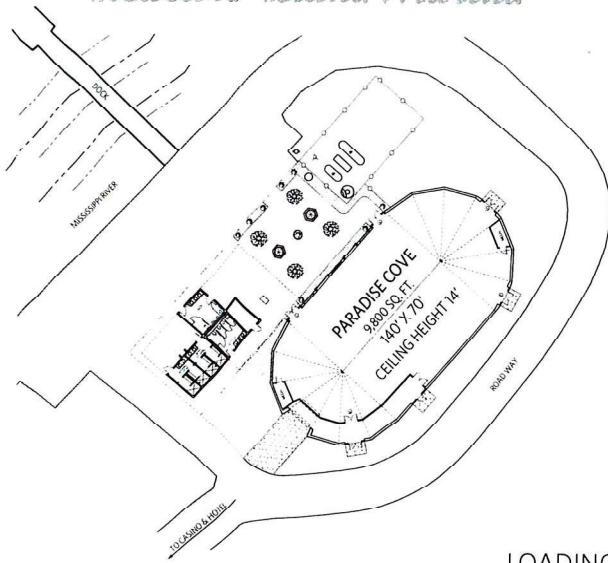 DOCK
MISSISSIPPI RIVER
A
B
PARADISE COVE
9,800 SQ. FT.
140' X 70'
CEILING HEIGHT 14'
ROAD WAY
TO CASINO & HOTEL
LOADING